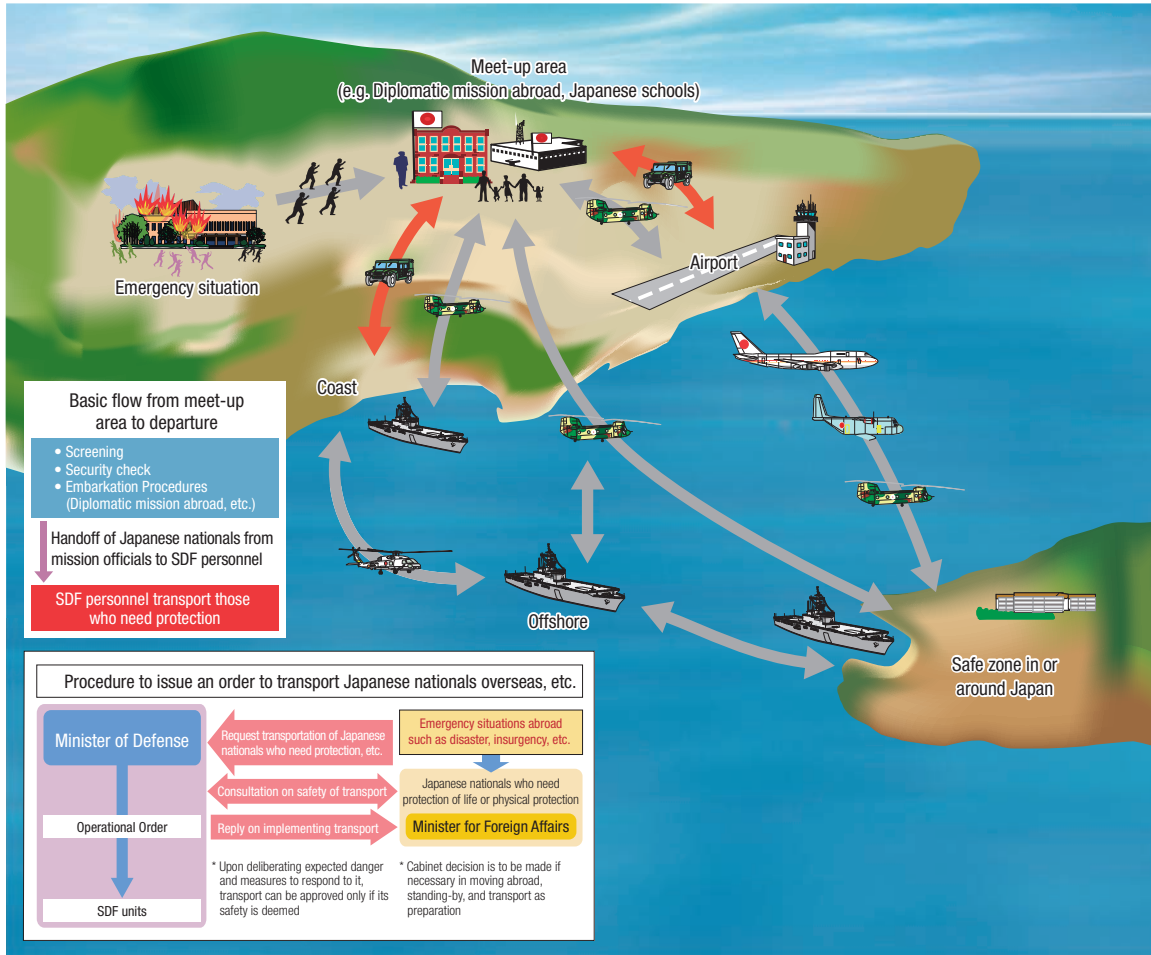 Meet-up area
(e.g. Diplomatic mission abroad, Japanese schools)
Emergency situation
Airport
Coast
Offshore
Safe zone in or
around Japan
Basic flow from meet-up
area to departure
• Screening
• Security check
• Embarkation Procedures
(Diplomatic mission abroad, etc.)
Handoff of Japanese nationals from
mission officials to SDF personnel
SDF personnel transport those
who need protection
Procedure to issue an order to transport Japanese nationals overseas, etc.
Minister of Defense
Operational Order
SDF units
Request transportation of Japanese
nationals who need protection, etc.
Consultation on safety of transport
Reply on implementing transport
Emergency situations abroad
such as disaster, insurgency, etc.
Japanese nationals who need
protection of life or physical protection
Minister for Foreign Affairs
* Upon deliberating expected danger
and measures to respond to it,
transport can be approved only if its
safety is deemed
* Cabinet decision is to be made if
necessary in moving abroad,
standing-by, and transport as
preparation